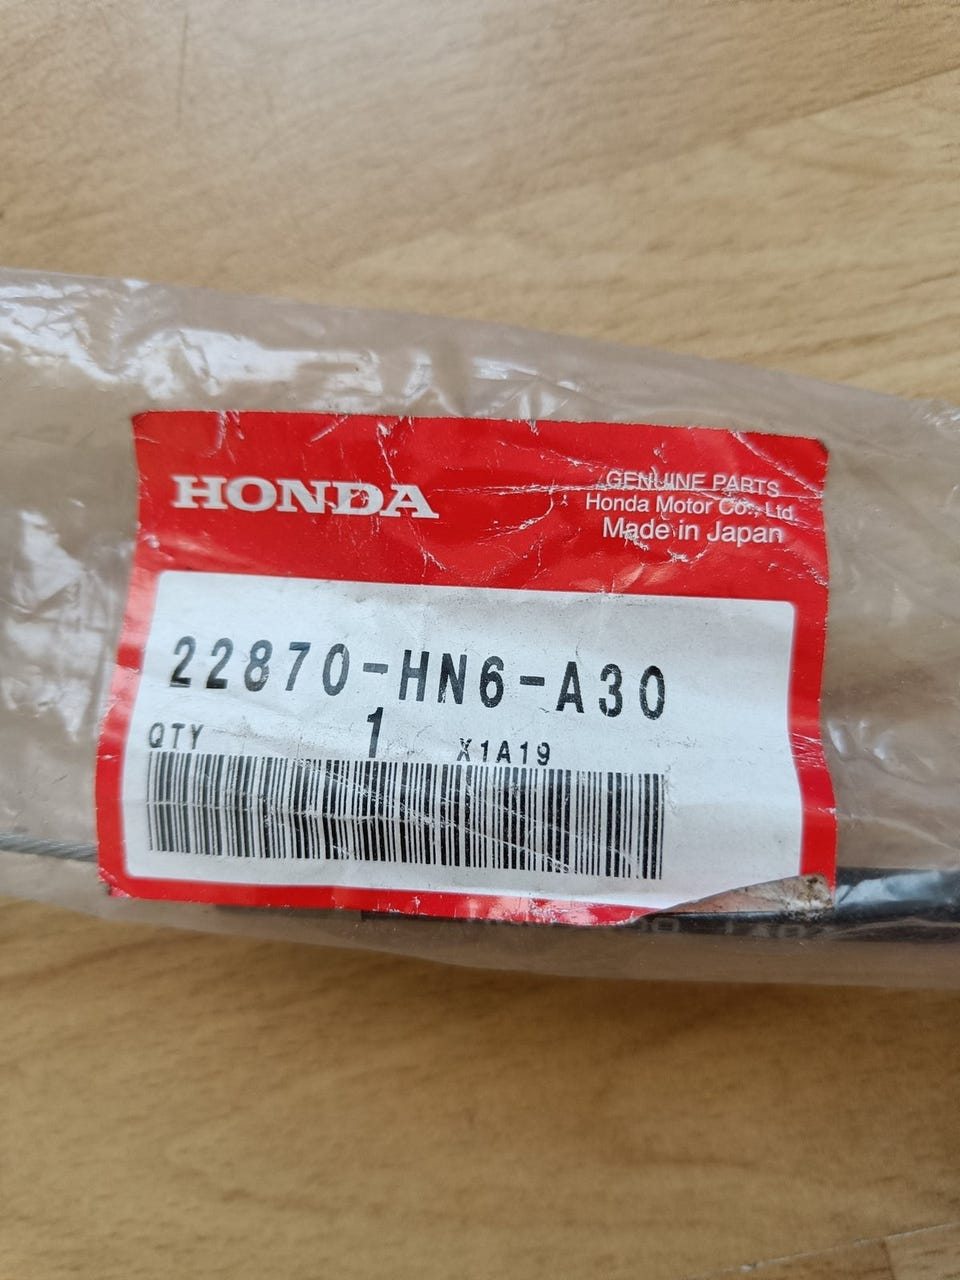 HONDA
GENUINE PARTS
Honda Motor Co., Ltd.
Made in Japan
22870-HN6-A30
QTY 1 X1A19